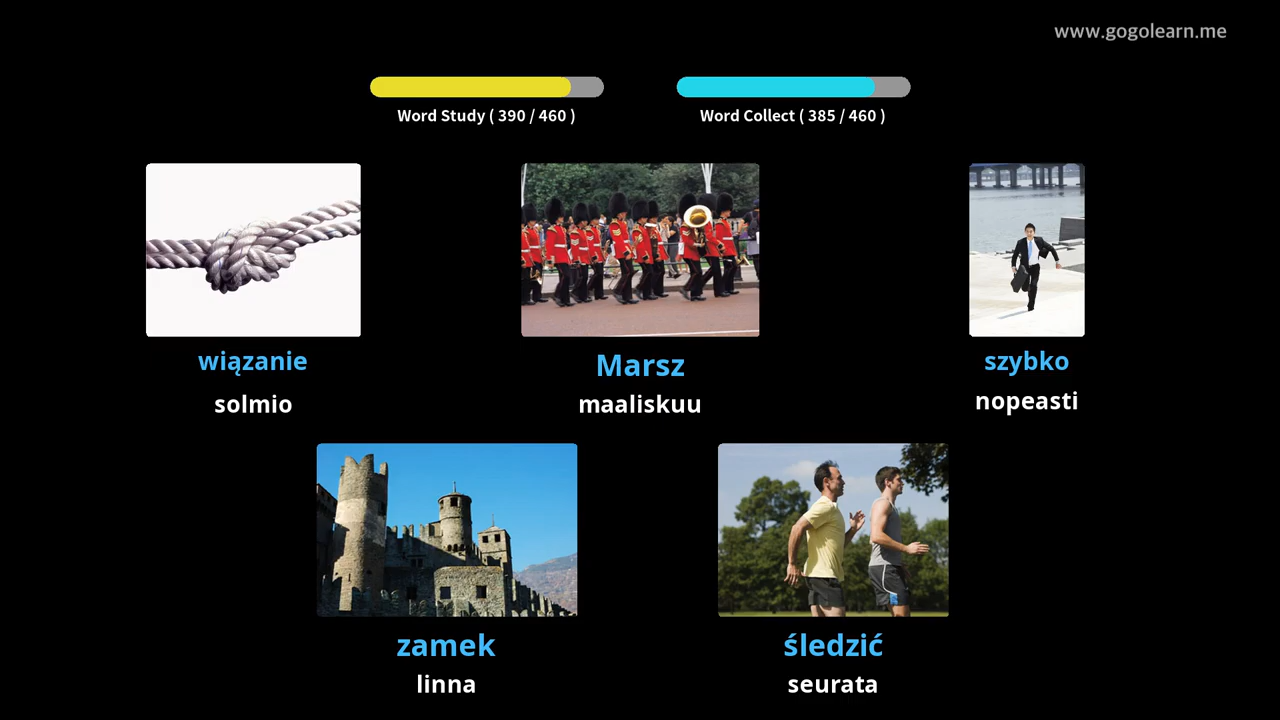 www.gogolearn.me
Word Study ( 390 / 460 )
Word Collect ( 385 / 460 )
wiązanie
solmio
Marsz
maaliskuu
szybko
nopeasti
zamek
linna
śledzić
seurata